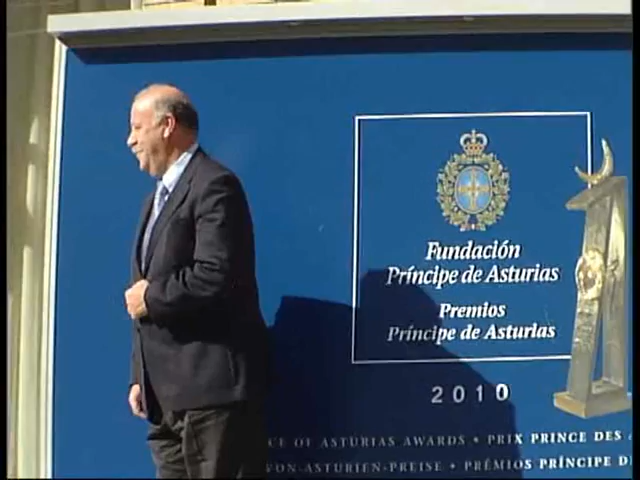 Fundación
Príncipe de Asturias
Premios
Príncipe de Asturias
2010
OF ASTURIAS AWARDS • PRIX PRINCE DES
VON-ASTURIEN-PREISE • PRÉMIOS PRÍNCIPE